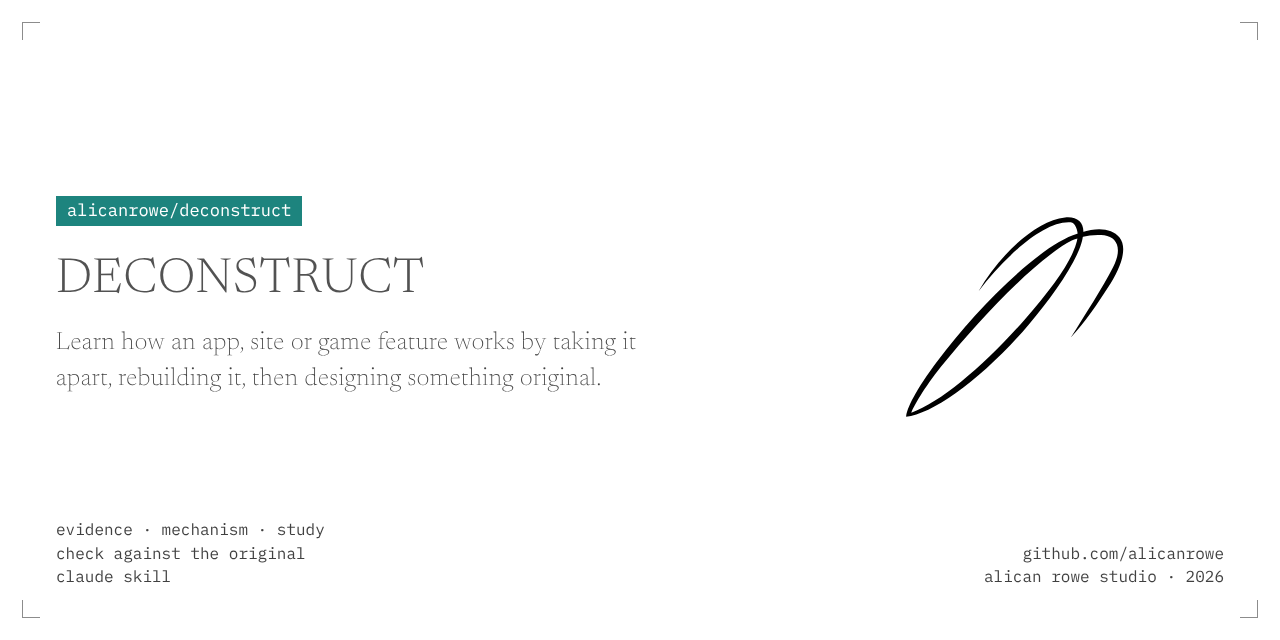 alicanrowe/deconstruct
DECONSTRUCT
Learn how an app, site or game feature works by taking it
apart, rebuilding it, then designing something original.
evidence · mechanism · study
check against the original
claude skill
github.com/alicanrowe
alican rowe studio · 2026